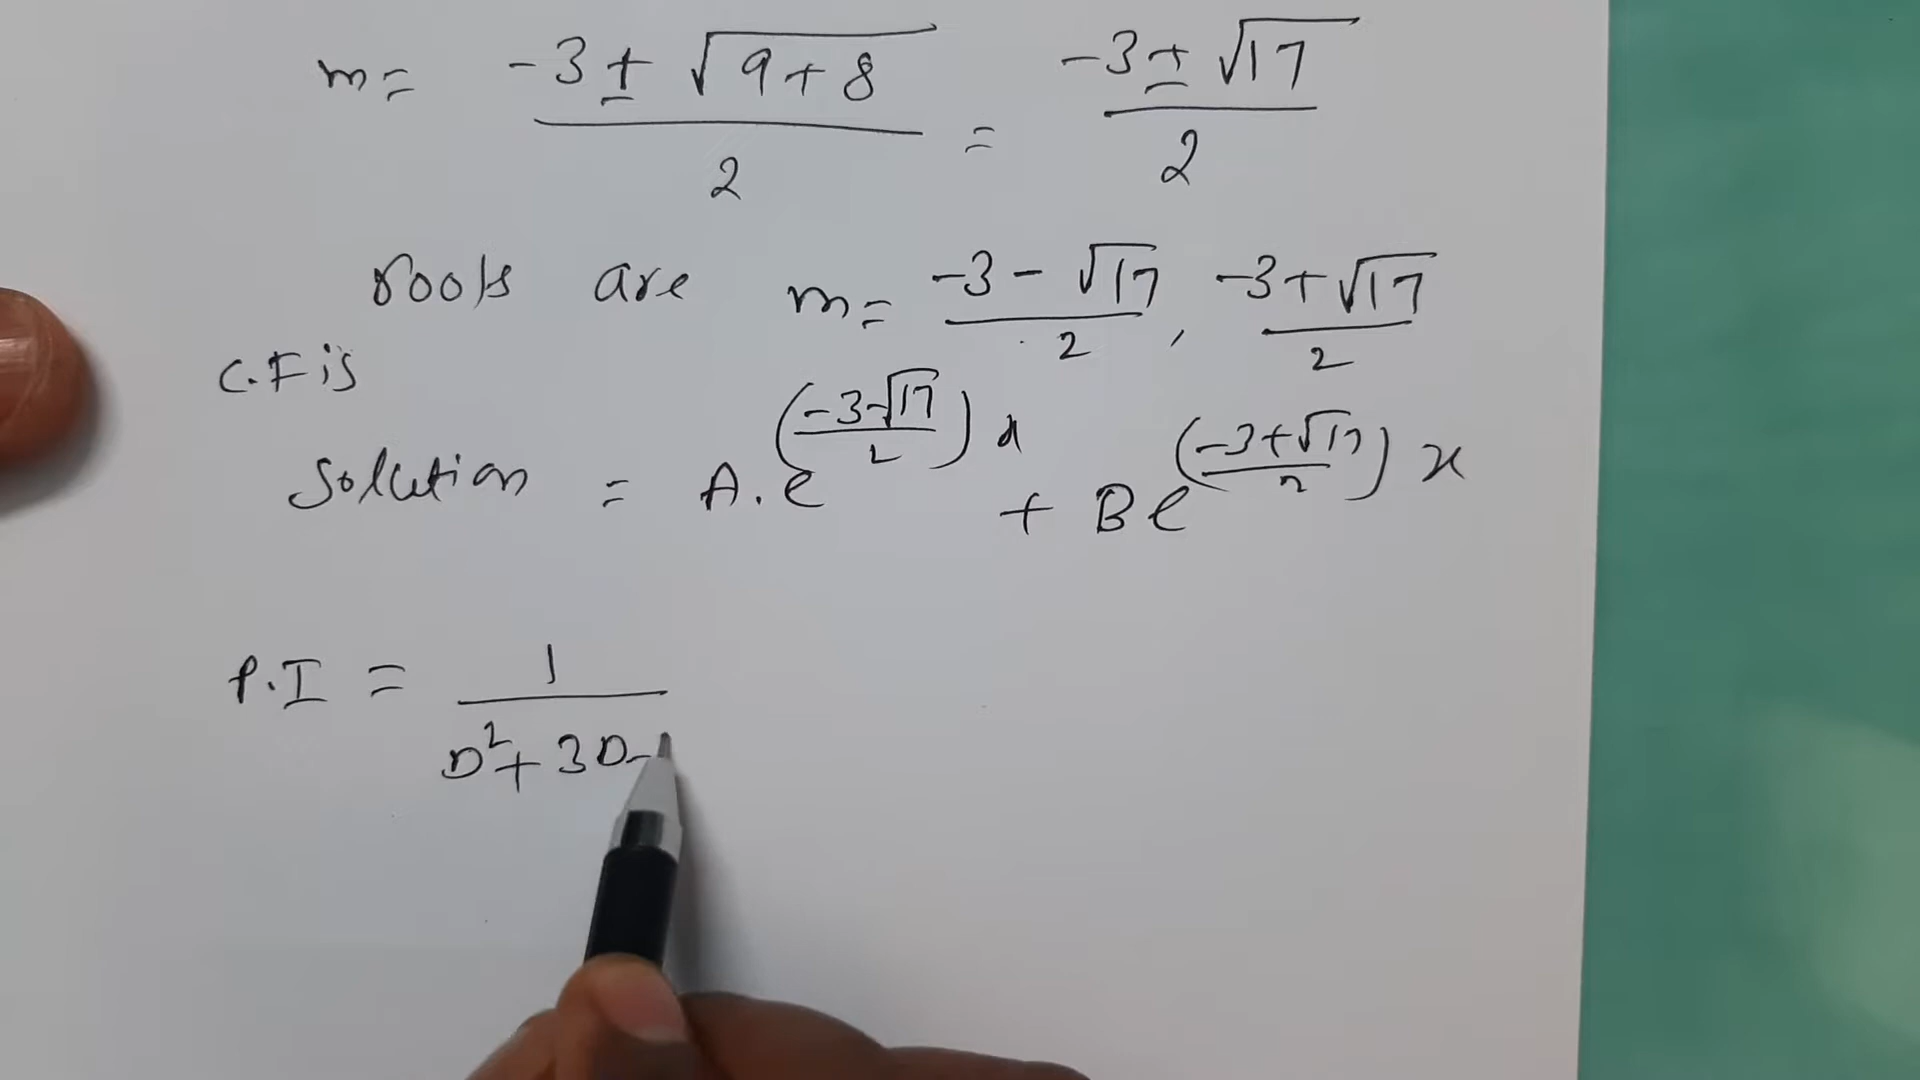 m = -3 ± √(9+8) / 2 = -3 ± √17 / 2
roots are m = -3 - √17 / 2 , -3 + √17 / 2
C.F is
Solution = A. e^((-3-√17)/2) x + B e^((-3+√17)/2) x
P.I = 1 / D² + 3D -